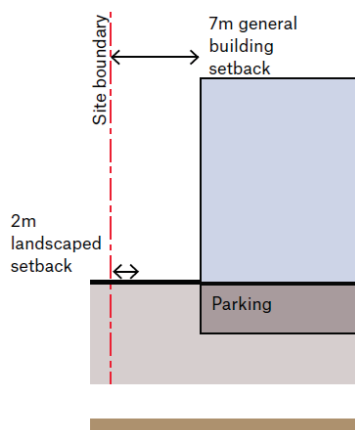 Site boundary
7m general
building
setback
2m
landscaped
setback
Parking